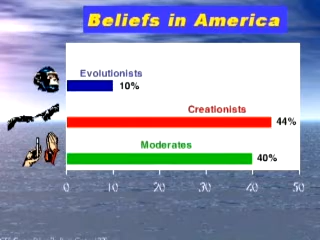 Beliefs in America
Evolutionists
10%
Creationists
44%
Moderates
40%
0 10 20 30 40 50